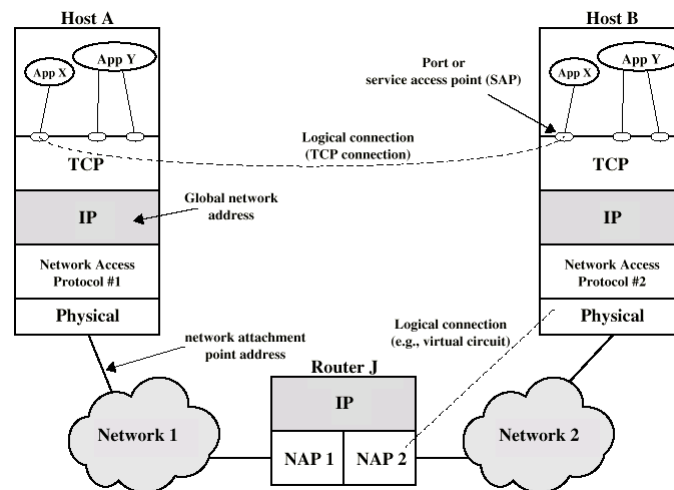 Host A
Host B
App X
App Y
Port or
service access point (SAP)
App X
App Y
Logical connection
(TCP connection)
TCP
TCP
IP
Global network
address
IP
Network Access
Protocol #1
Network Access
Protocol #2
Physical
Physical
network attachment
point address
Logical connection
(e.g., virtual circuit)
Router J
IP
Network 1
NAP 1
NAP 2
Network 2